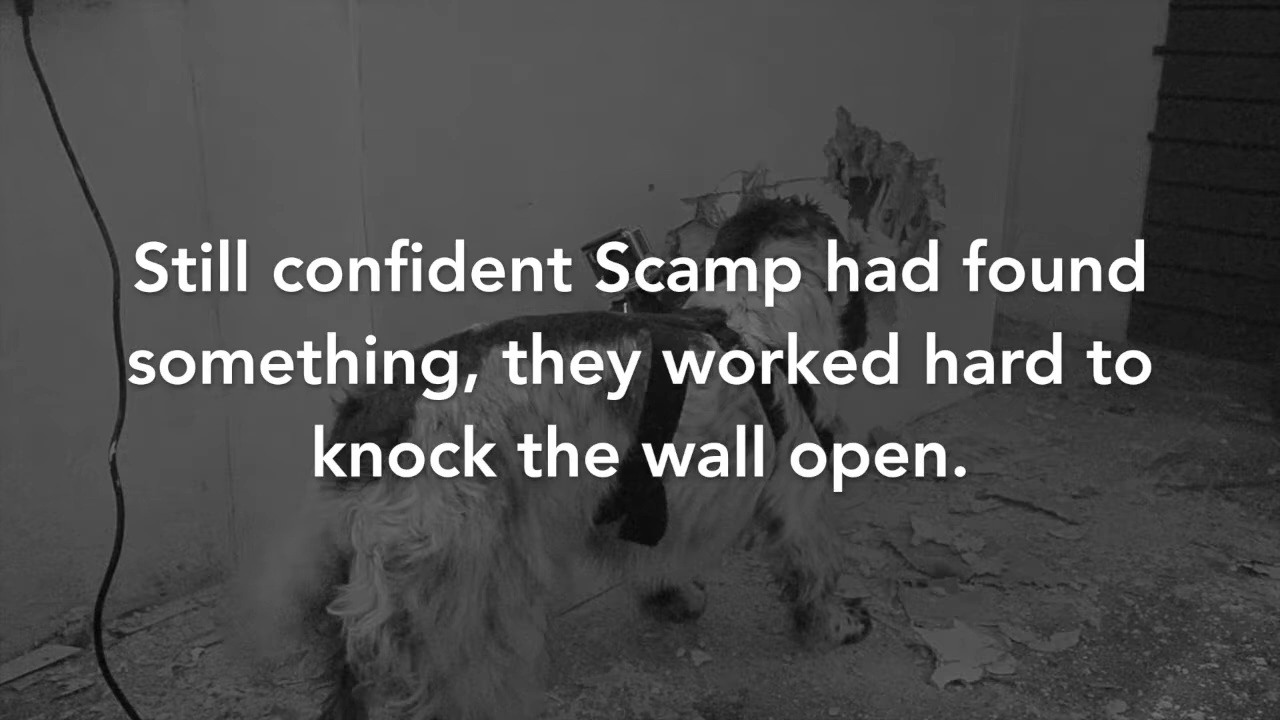 Still confident Scamp had found
something, they worked hard to
knock the wall open.